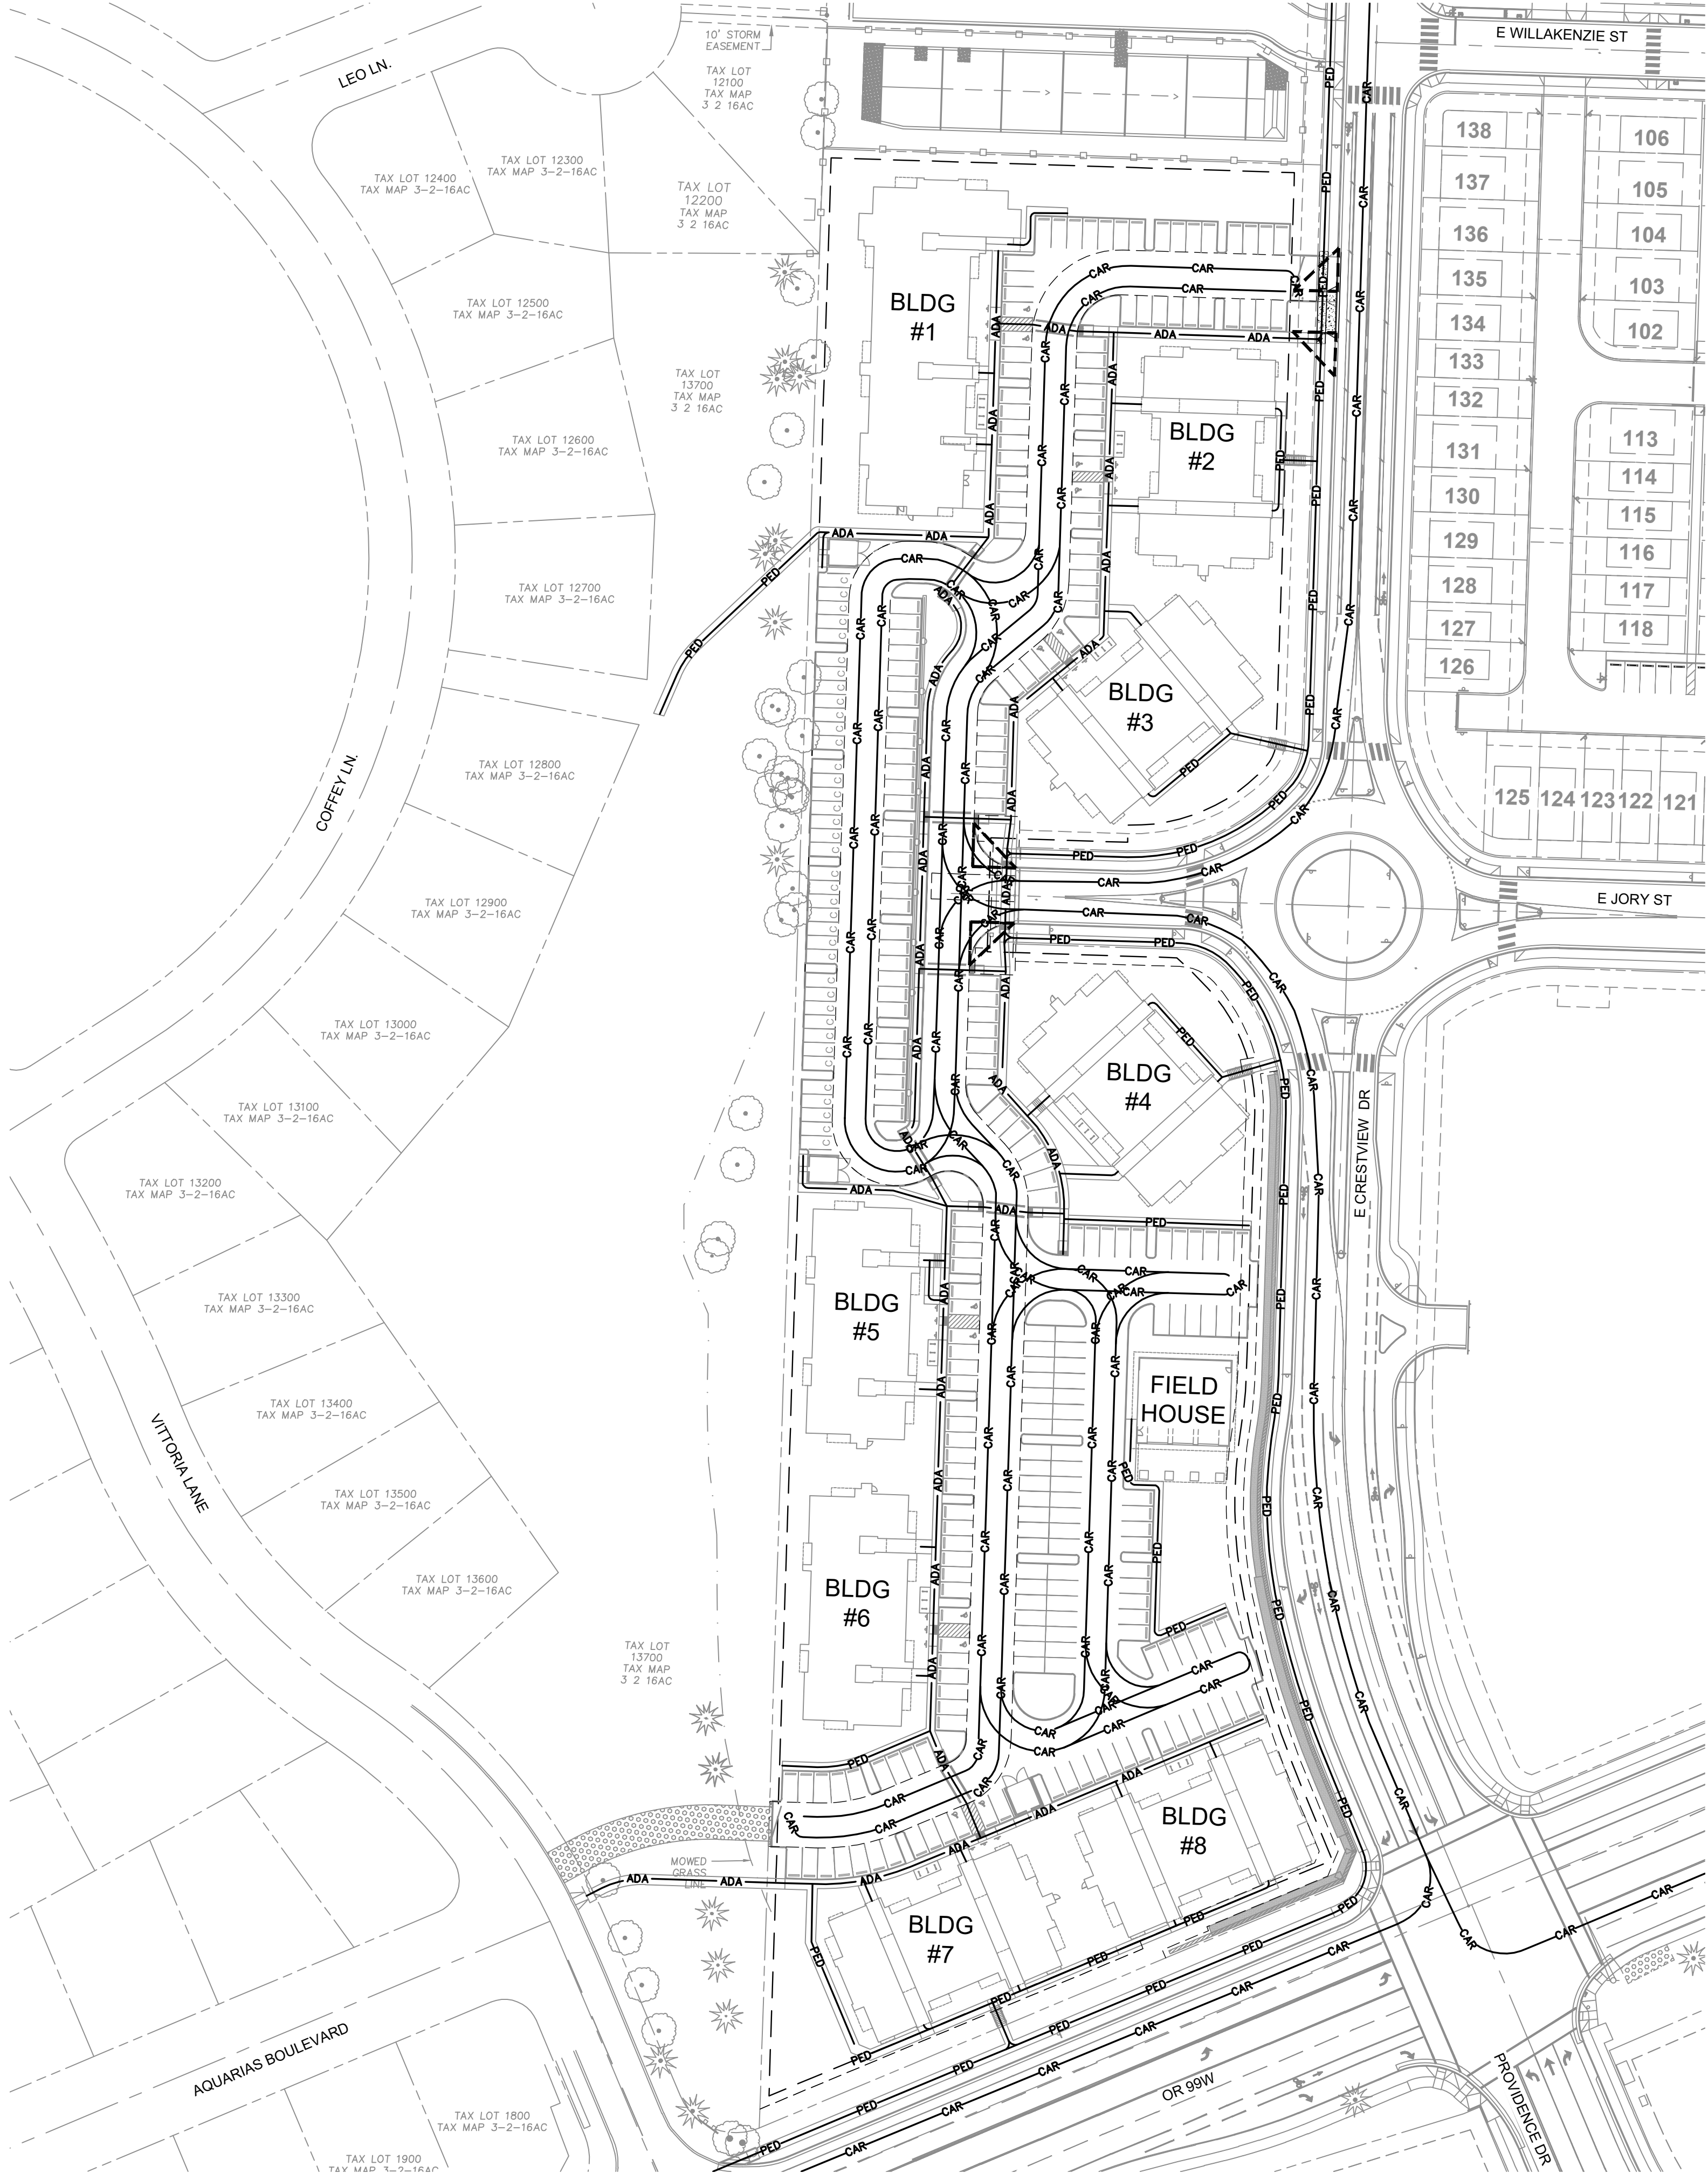 10' STORM
EASEMENT
E WILLAKENZIE ST
LEO LN.
TAX LOT
12100
TAX MAP
3 2 16AC
TAX LOT 12300
TAX MAP 3-2-16AC
TAX LOT 12400
TAX MAP 3-2-16AC
TAX LOT
12200
TAX MAP
3 2 16AC
138
137
136
135
134
133
132
131
130
129
128
127
126
106
105
104
103
102
113
114
115
116
117
118
125 124 123 122 121
TAX LOT 12500
TAX MAP 3-2-16AC
BLDG
#1
TAX LOT
13700
TAX MAP
3 2 16AC
BLDG
#2
TAX LOT 12600
TAX MAP 3-2-16AC
TAX LOT 12700
TAX MAP 3-2-16AC
BLDG
#3
COFFEY LN.
TAX LOT 12800
TAX MAP 3-2-16AC
TAX LOT 12900
TAX MAP 3-2-16AC
E JORY ST
TAX LOT 13000
TAX MAP 3-2-16AC
BLDG
#4
E CRESTVIEW DR
TAX LOT 13100
TAX MAP 3-2-16AC
TAX LOT 13200
TAX MAP 3-2-16AC
TAX LOT 13300
TAX MAP 3-2-16AC
BLDG
#5
FIELD
HOUSE
TAX LOT 13400
TAX MAP 3-2-16AC
VITTORIA LANE
TAX LOT 13500
TAX MAP 3-2-16AC
TAX LOT 13600
TAX MAP 3-2-16AC
BLDG
#6
TAX LOT
13700
TAX MAP
3 2 16AC
BLDG
#8
MOWED
GRASS
LINE
BLDG
#7
AQUARIAS BOULEVARD
OR 99W
PROVIDENCE DR
TAX LOT 1800
TAX MAP 3-2-16AC
TAX LOT 1900
TAX MAP 3-2-16AC
CAR
PED
ADA